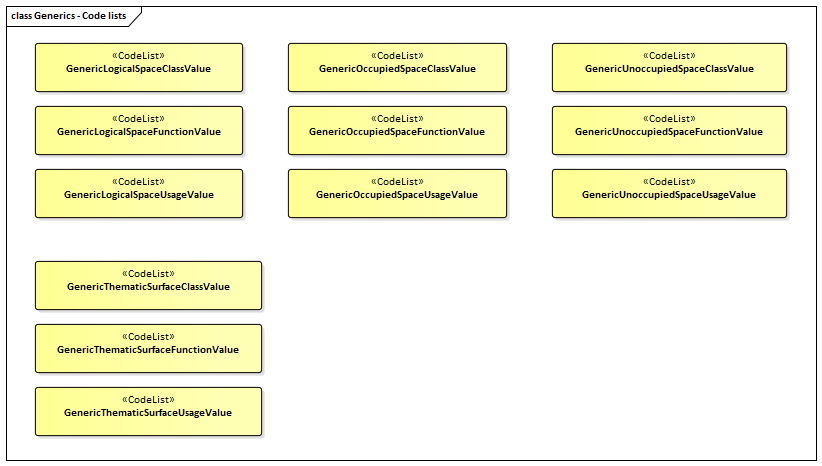 class Generics - Code lists
«CodeList»
GenericLogicalSpaceClassValue
«CodeList»
GenericOccupiedSpaceClassValue
«CodeList»
GenericUnoccupiedSpaceClassValue
«CodeList»
GenericLogicalSpaceFunctionValue
«CodeList»
GenericOccupiedSpaceFunctionValue
«CodeList»
GenericUnoccupiedSpaceFunctionValue
«CodeList»
GenericLogicalSpaceUsageValue
«CodeList»
GenericOccupiedSpaceUsageValue
«CodeList»
GenericUnoccupiedSpaceUsageValue
«CodeList»
GenericThematicSurfaceClassValue
«CodeList»
GenericThematicSurfaceFunctionValue
«CodeList»
GenericThematicSurfaceUsageValue